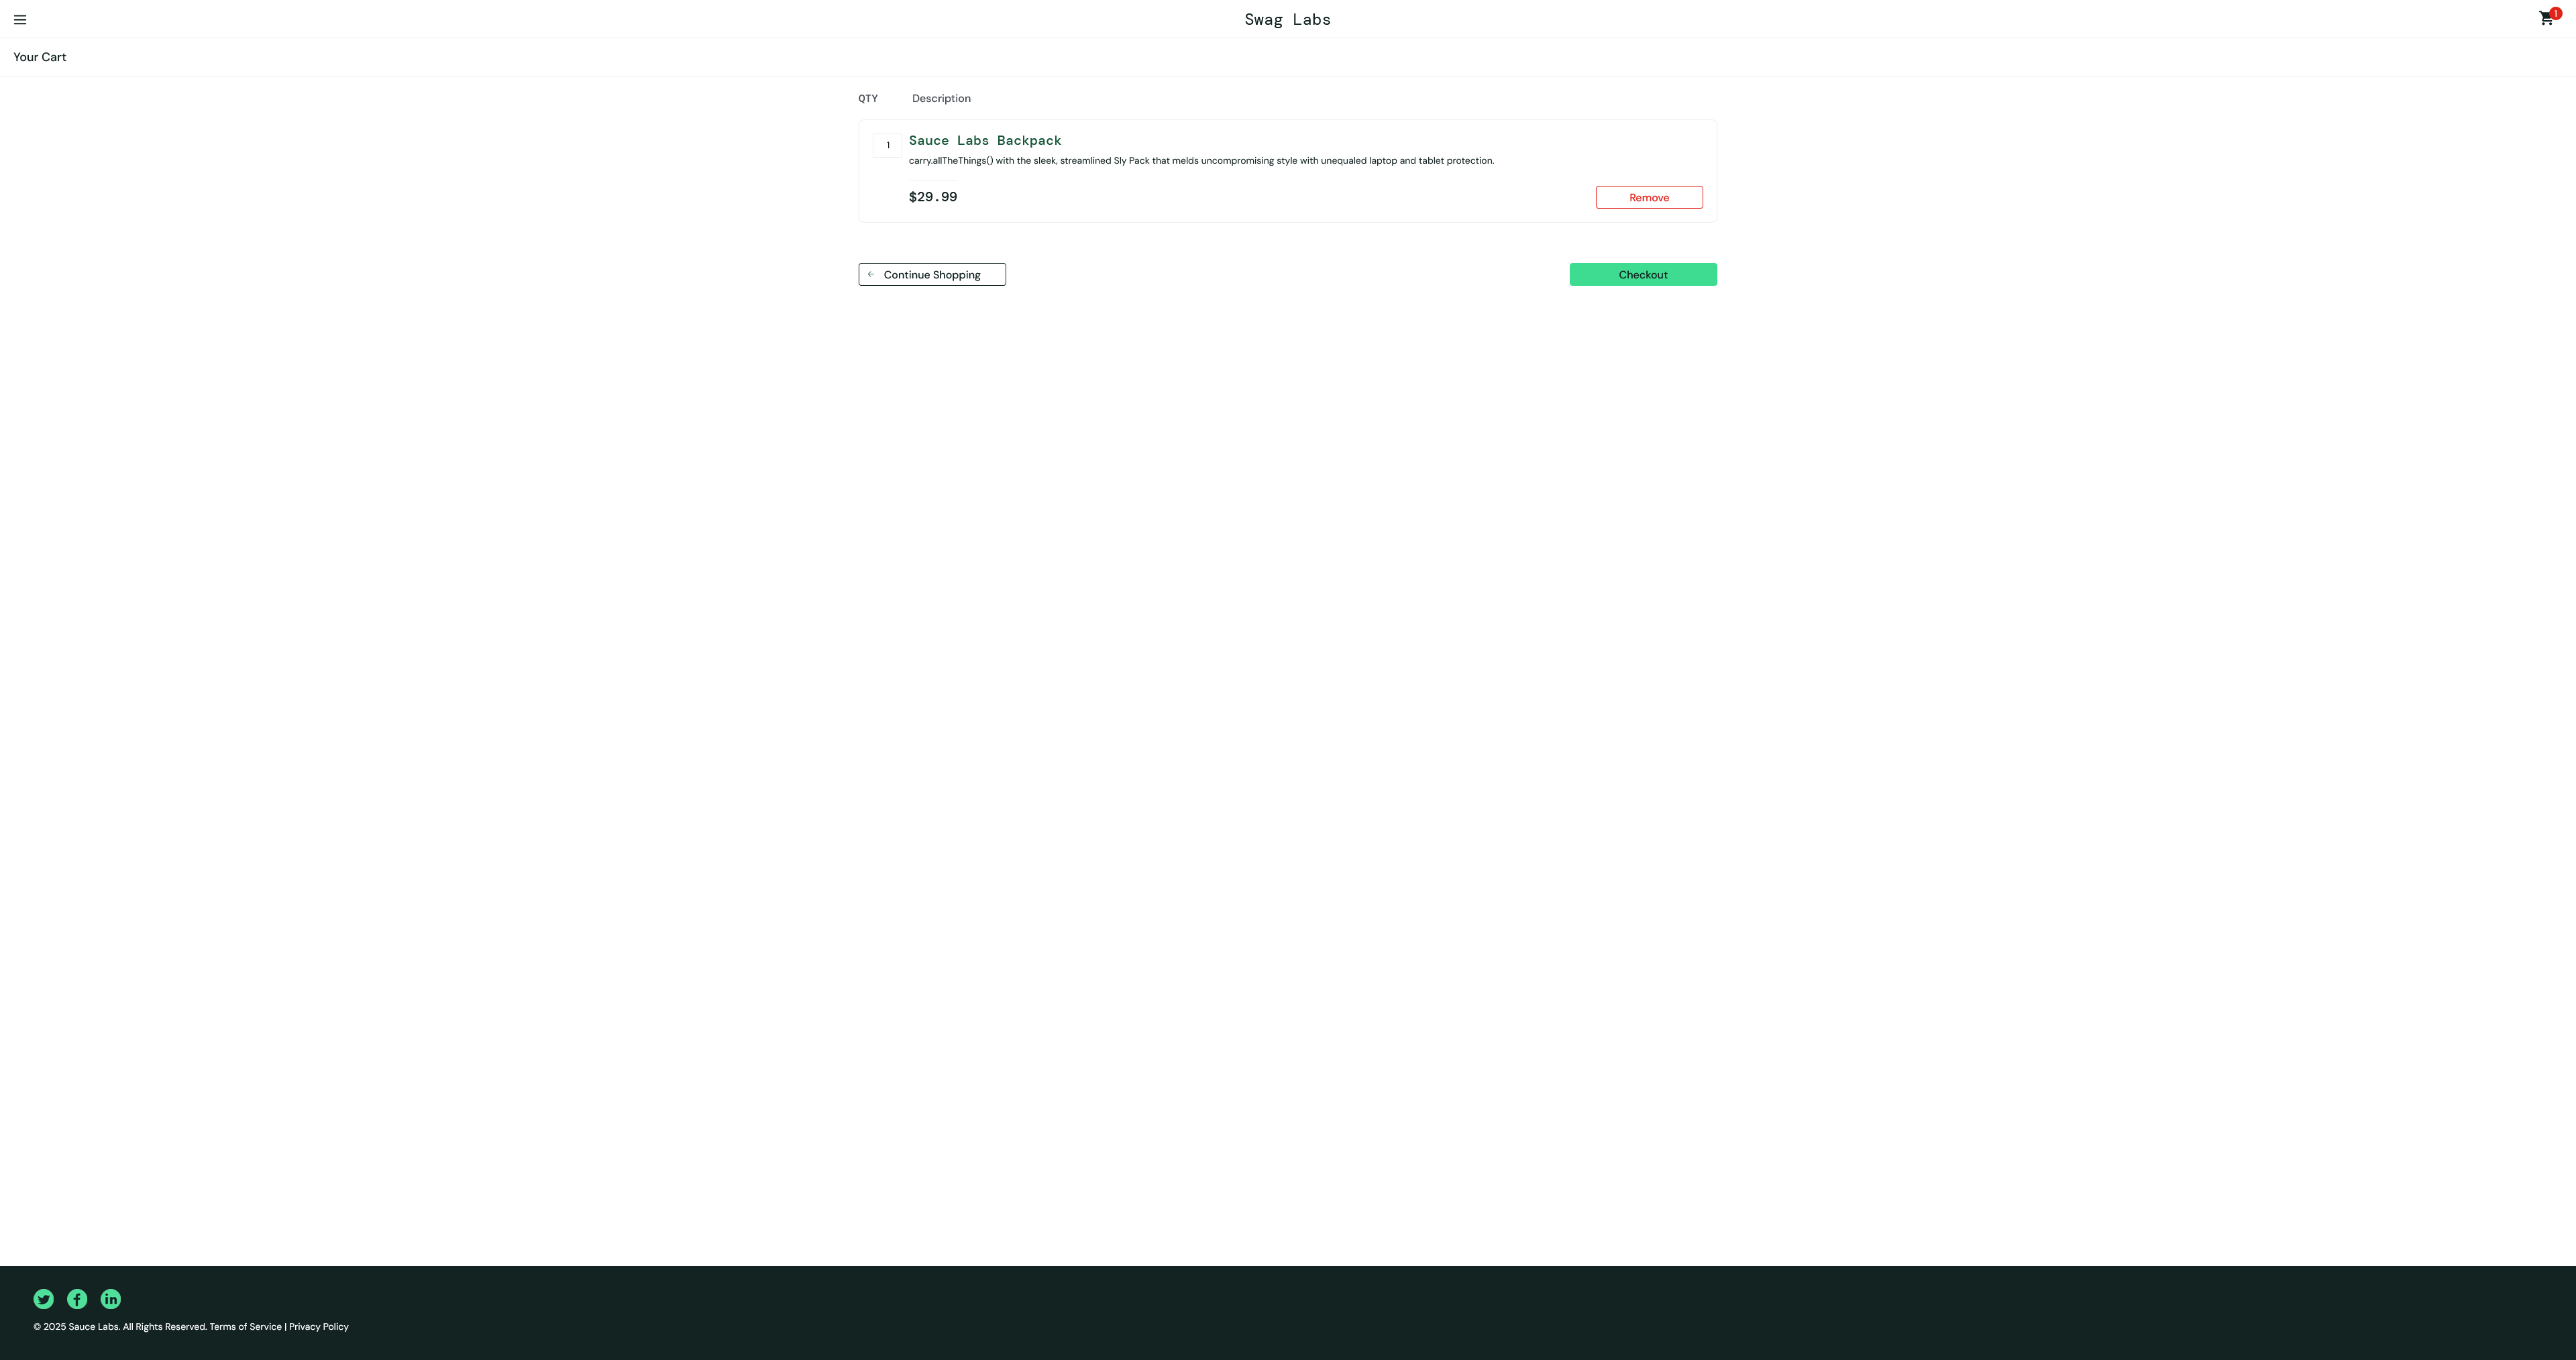 Swag Labs
1
Your Cart
QTY Description
1
Sauce Labs Backpack
carry.allTheThings() with the sleek, streamlined Sly Pack that melds uncompromising style with unequaled laptop and tablet protection.
$29.99
Remove
Continue Shopping
Checkout
© 2025 Sauce Labs. All Rights Reserved. Terms of Service | Privacy Policy